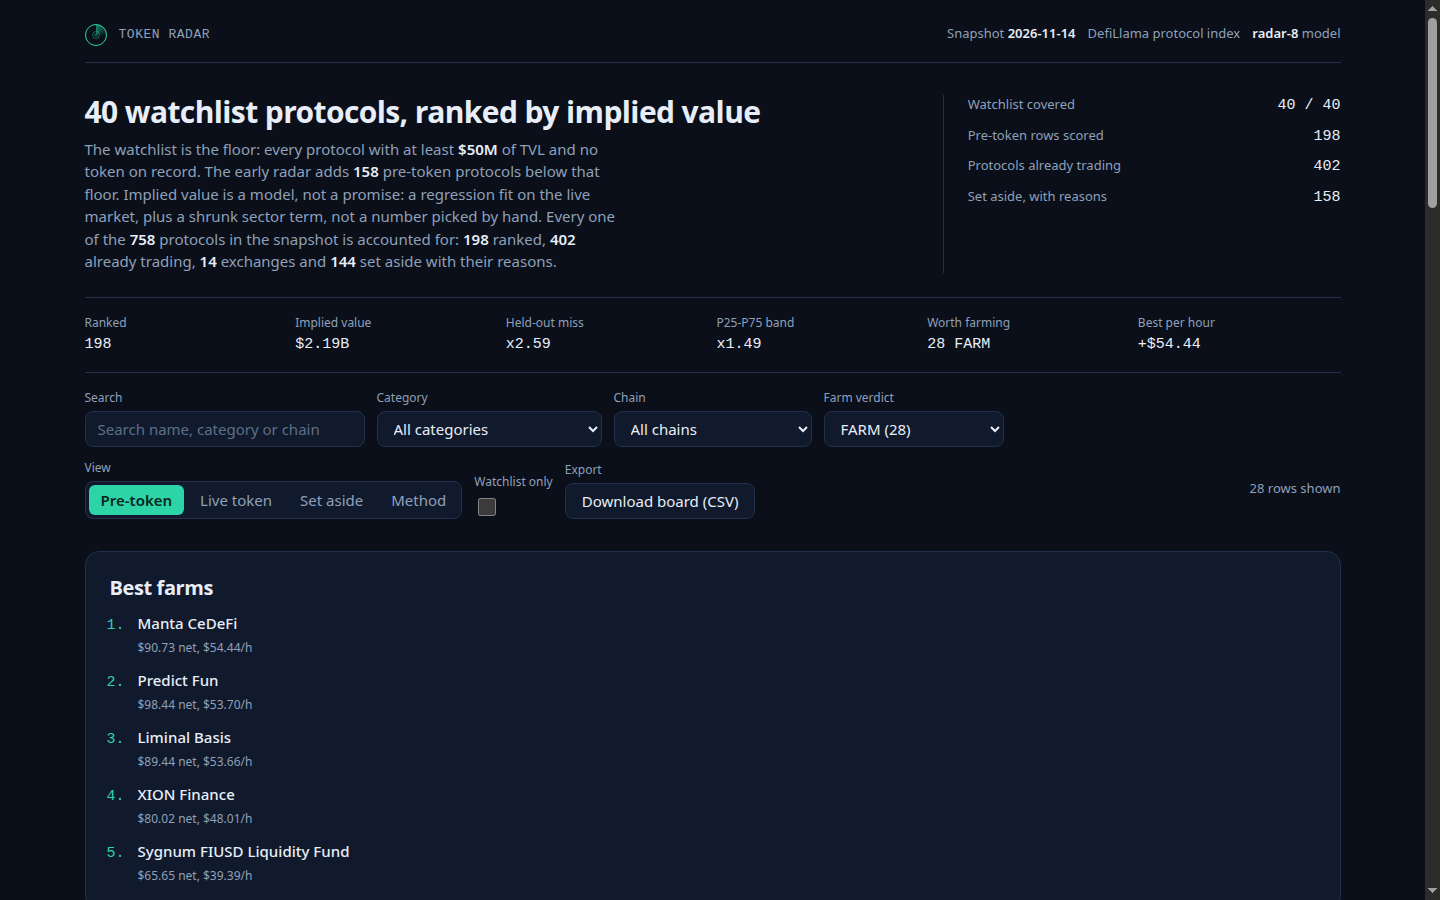 TOKEN RADAR
Snapshot 2026-11-14 DefiLlama protocol index radar-8 model
40 watchlist protocols, ranked by implied value
The watchlist is the floor: every protocol with at least $50M of TVL and no
token on record. The early radar adds 158 pre-token protocols below that
floor. Implied value is a model, not a promise: a regression fit on the live
market, plus a shrunk sector term, not a number picked by hand. Every one
of the 758 protocols in the snapshot is accounted for: 198 ranked, 402
already trading, 14 exchanges and 144 set aside with their reasons.
Watchlist covered 40 / 40
Pre-token rows scored 198
Protocols already trading 402
Set aside, with reasons 158
Ranked
198
Implied value
$2.19B
Held-out miss
x2.59
P25-P75 band
x1.49
Worth farming
28 FARM
Best per hour
+$54.44
Search
Search name, category or chain
Category
All categories
Chain
All chains
Farm verdict
FARM (28)
View
Pre-token Live token Set aside Method
Watchlist only
Export
Download board (CSV)
28 rows shown
Best farms
1. Manta CeDeFi
$90.73 net, $54.44/h
2. Predict Fun
$98.44 net, $53.70/h
3. Liminal Basis
$89.44 net, $53.66/h
4. XION Finance
$80.02 net, $48.01/h
5. Sygnum FIUSD Liquidity Fund
$65.65 net, $39.39/h